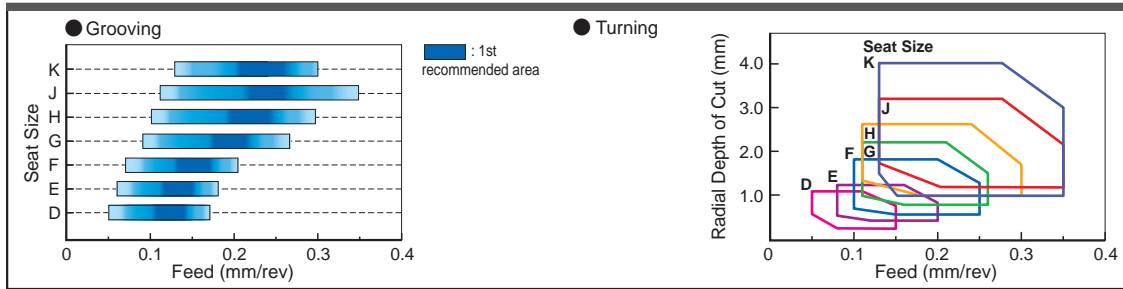 ● Grooving
: 1st
recommended area
Seat Size
K
J
H
G
F
E
D
0 0.1 0.2 0.3 0.4
Feed (mm/rev)
● Turning
Radial Depth of Cut (mm)
Seat Size
K
4.0
3.0
J
H
2.0
F G
D E
1.0
0 0.1 0.2 0.3 0.4
Feed (mm/rev)